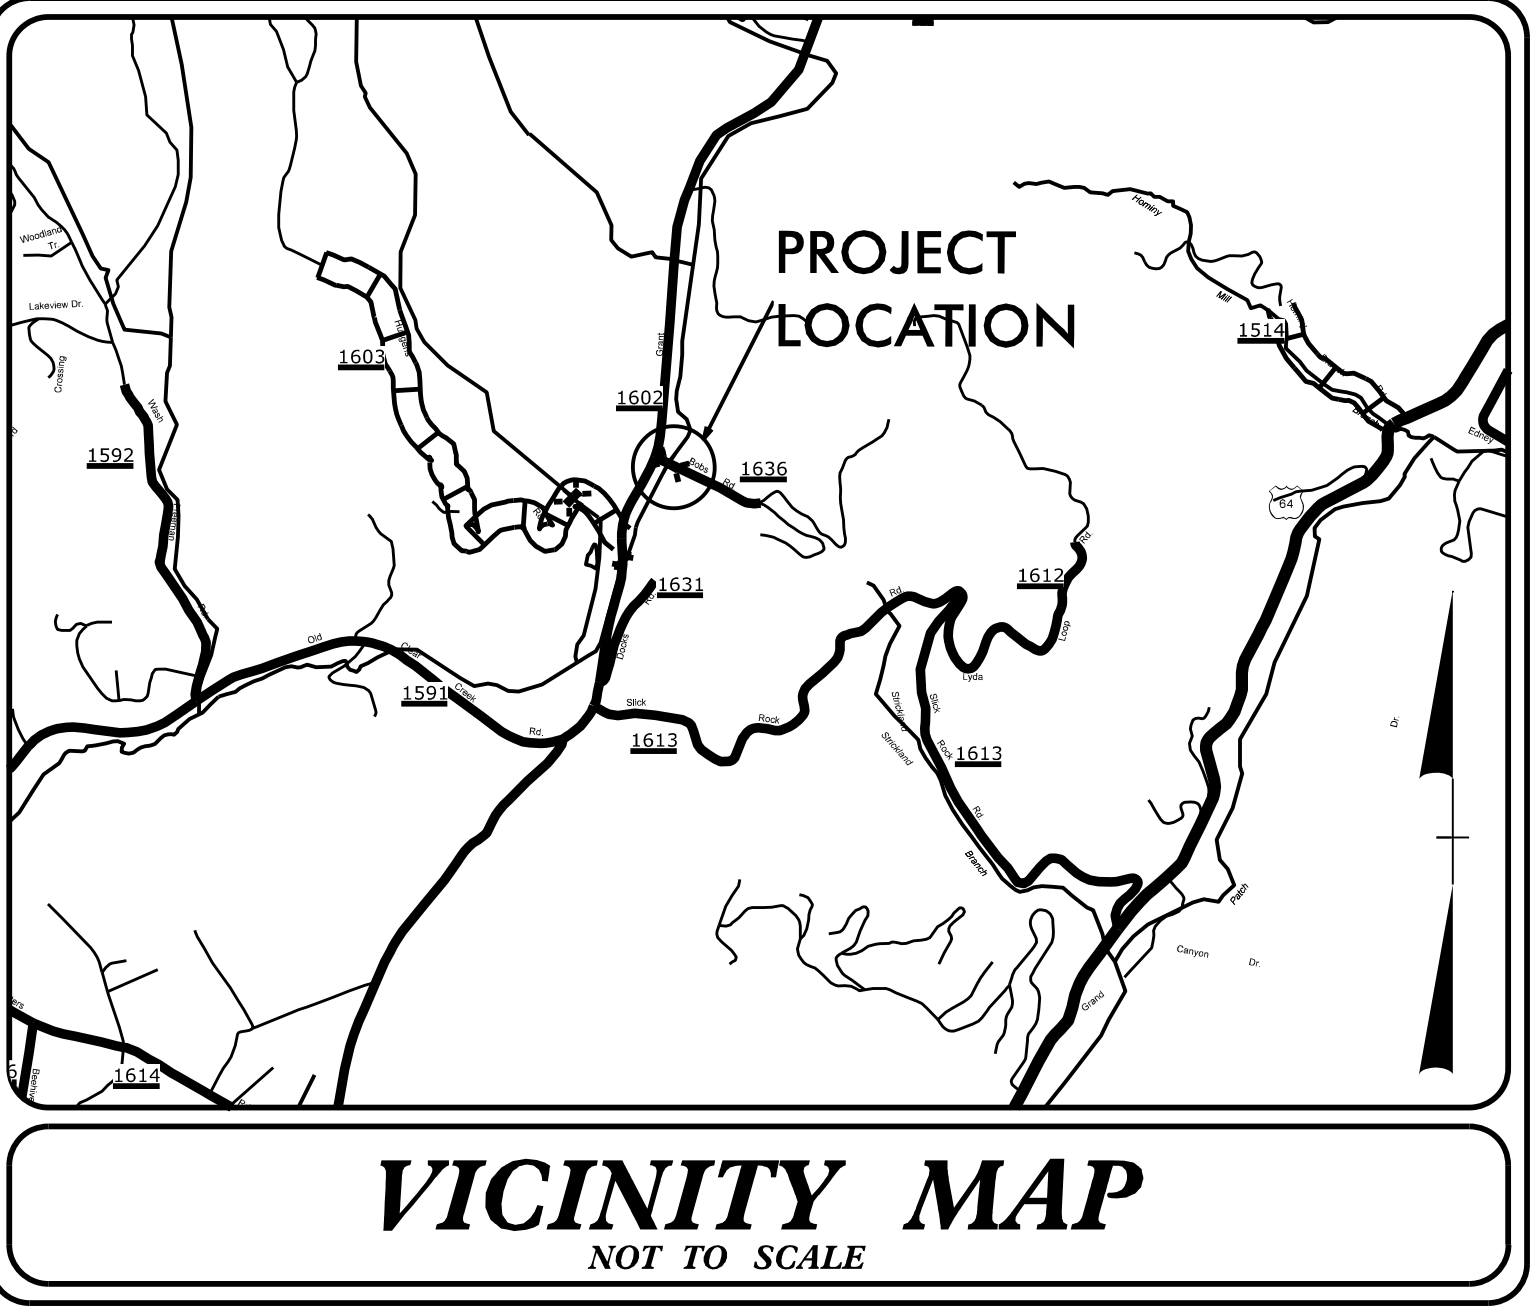 Hominy
Woodland
Tr.
PROJECT
LOCATION
Mill
Lakeview Dr.
1514
Grant
1603
Crossing
1602
Wash
1592
Edney
Bobs
Rd.
1636
64
Rd.
1612
1631
Rd.
Docks
Old
Clear
Creek
1591
Rd.
Slick
1613
Rock
Rd.
Loop
Lyda
Strickland
Strickland
Slick
Rock
1613
Rd
Branch
Dr.
Patch
Canyon
Dr.
Grand
1614
Beehive
VICINITY MAP
NOT TO SCALE